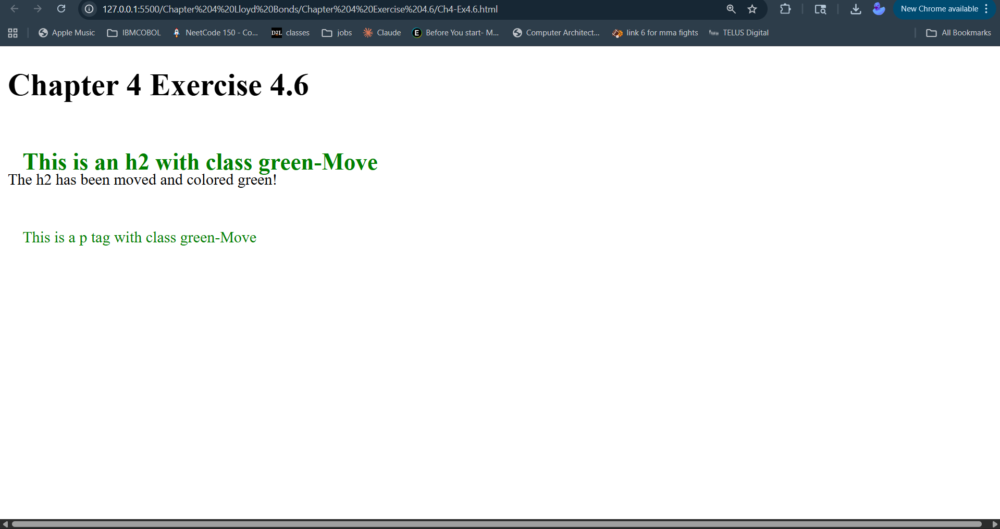 127.0.0.1:5500/Chapter%204%20Lloyd%20Bonds/Chapter%204%20Exercise%204.6/Ch4-Ex4.6.html
New Chrome available
Apple Music IBMCOBOL NeetCode 150 - Co... D2L classes jobs Claude E Before You start- M... Computer Architect... link 6 for mma fights TELUS Digital All Bookmarks
Chapter 4 Exercise 4.6
This is an h2 with class green-Move
The h2 has been moved and colored green!
This is a p tag with class green-Move